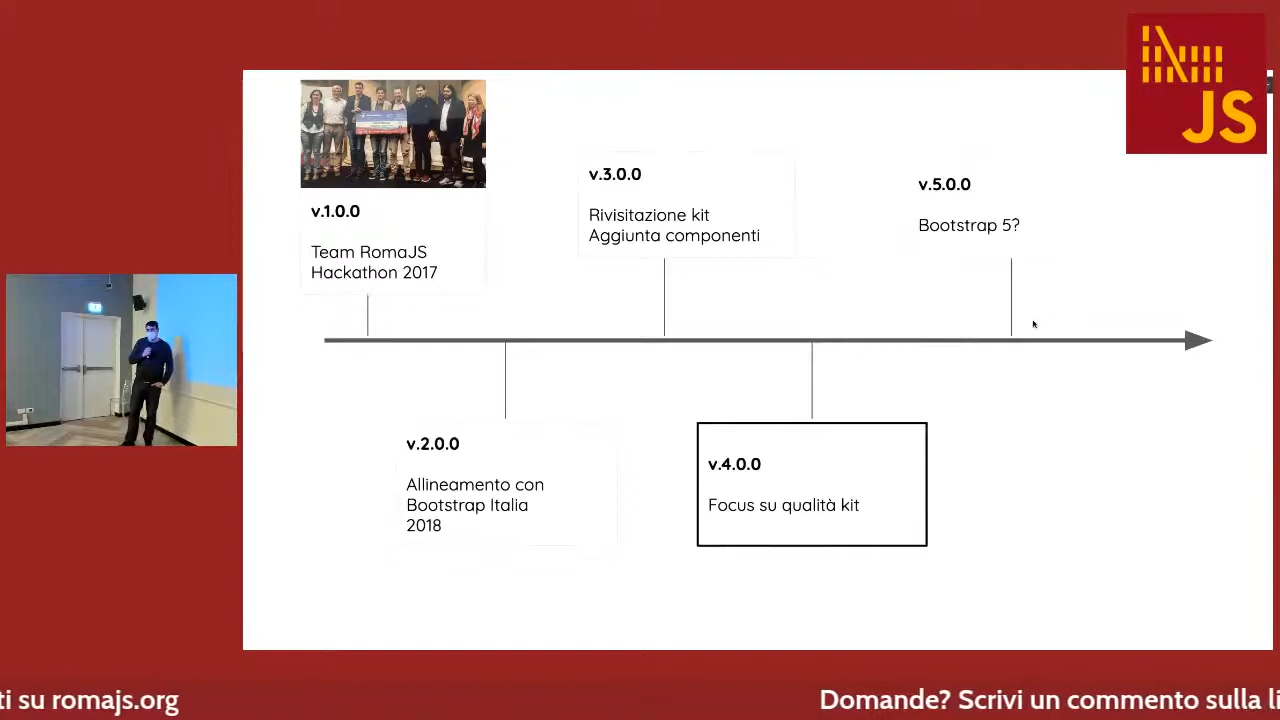 JS
v.1.0.0
Team RomaJS
Hackathon 2017
v.3.0.0
Rivisitazione kit
Aggiunta componenti
v.5.0.0
Bootstrap 5?
v.2.0.0
Allineamento con
Bootstrap Italia
2018
v.4.0.0
Focus su qualità kit
ti su romajs.org
Domande? Scrivi un commento sulla li